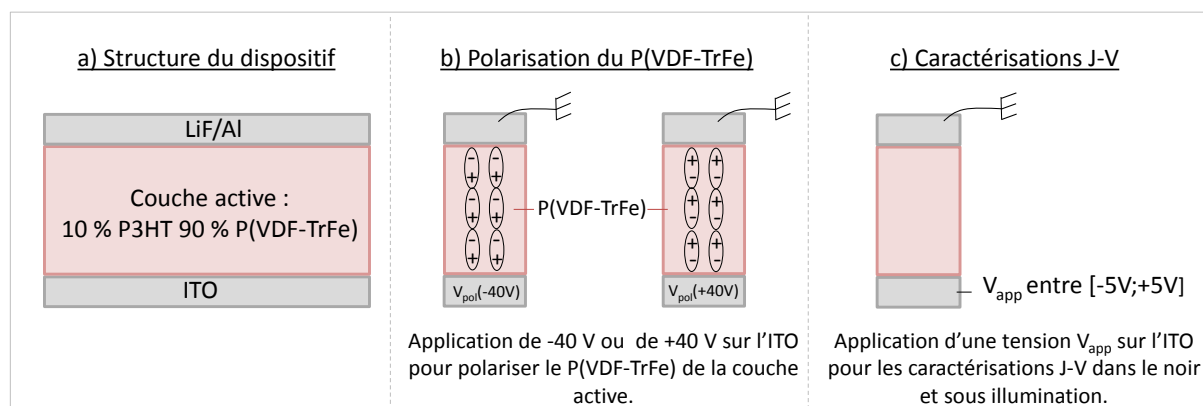 a) Structure du dispositif
LiF/Al
Couche active :
10 % P3HT 90 % P(VDF-TrFe)
ITO
b) Polarisation du P(VDF-TrFe)
- -
+ +
- -
+ +
- -
+ +
P(VDF-TrFe)
+ +
- -
+ +
- -
+ +
- -
Vpol(-40V)
Vpol(+40V)
Application de -40 V ou de +40 V sur l'ITO
pour polariser le P(VDF-TrFe) de la couche
active.
c) Caractérisations J-V
Vapp entre [-5V;+5V]
Application d'une tension Vapp sur l'ITO
pour les caractérisations J-V dans le noir
et sous illumination.